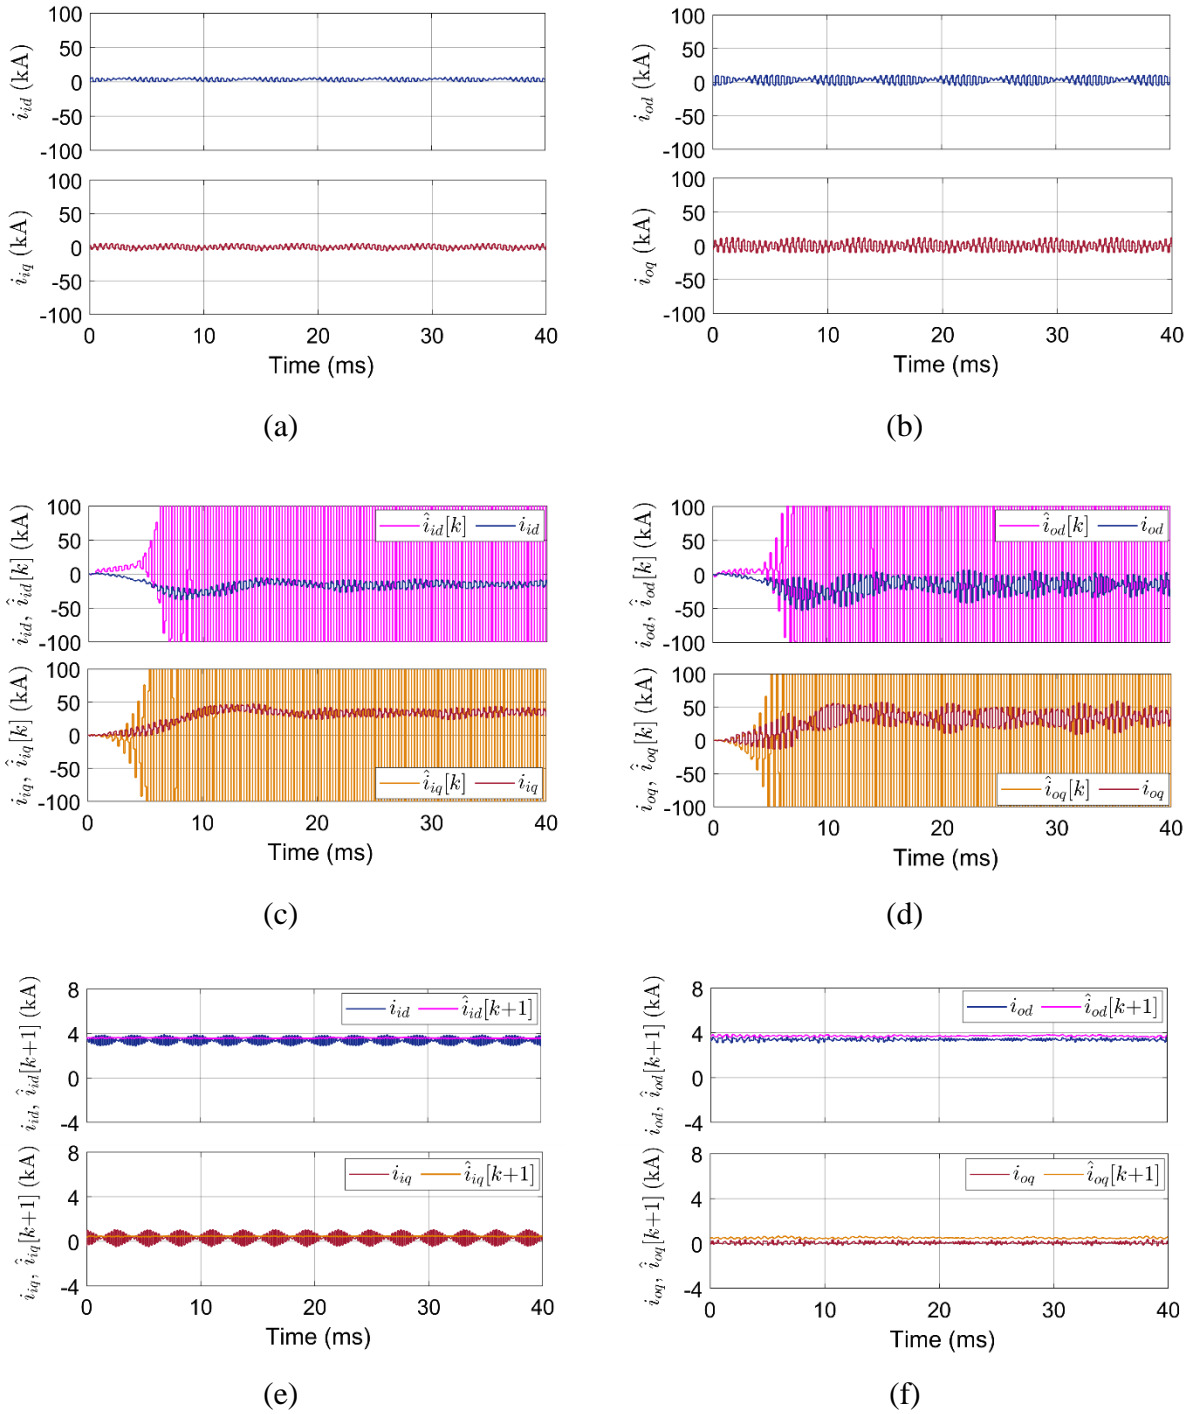 100
50
0
-50
-100
i_id (kA)
100
50
0
-50
-100
i_iq (kA)
0 10 20 30 40
Time (ms)
(a)
100
50
0
-50
-100
i_od (kA)
100
50
0
-50
-100
i_oq (kA)
0 10 20 30 40
Time (ms)
(b)
100
50
0
-50
-100
i_id, î_id[k] (kA)
î_id[k] i_id
100
50
0
-50
-100
i_iq, î_iq[k] (kA)
î_iq[k] i_iq
0 10 20 30 40
Time (ms)
(c)
100
50
0
-50
-100
i_od, î_od[k] (kA)
î_od[k] i_od
100
50
0
-50
-100
i_oq, î_oq[k] (kA)
î_oq[k] i_oq
0 10 20 30 40
Time (ms)
(d)
8
4
0
-4
i_id, î_id[k+1] (kA)
i_id î_id[k+1]
8
4
0
-4
i_iq, î_iq[k+1] (kA)
i_iq î_iq[k+1]
0 10 20 30 40
Time (ms)
(e)
8
4
0
-4
i_od, î_od[k+1] (kA)
i_od î_od[k+1]
8
4
0
-4
i_oq, î_oq[k+1] (kA)
i_oq î_oq[k+1]
0 10 20 30 40
Time (ms)
(f)